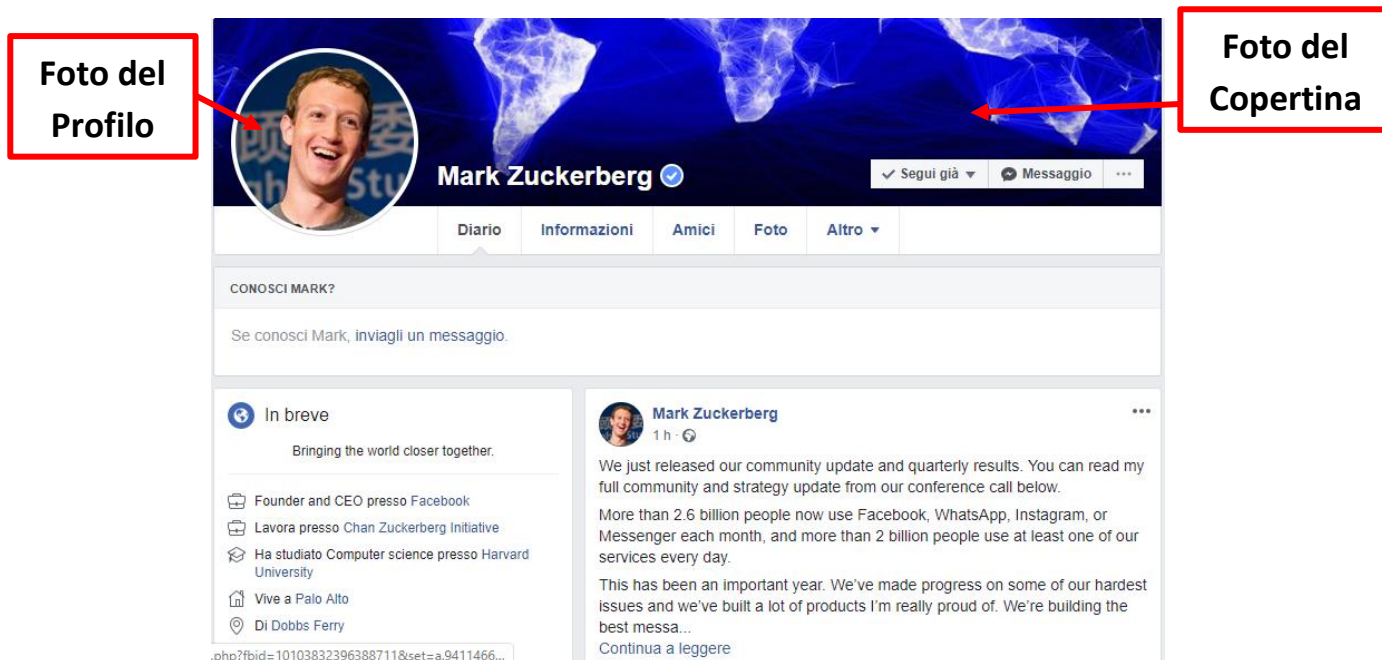 Foto del
Profilo
Foto del
Copertina
Mark Zuckerberg
Segui già
Messaggio
Diario
Informazioni
Amici
Foto
Altro
CONOSCI MARK?
Se conosci Mark, inviagli un messaggio.
In breve
Bringing the world closer together.
Founder and CEO presso Facebook
Lavora presso Chan Zuckerberg Initiative
Ha studiato Computer science presso Harvard
University
Vive a Palo Alto
Di Dobbs Ferry
.php?fbid=10103832396388711&set=a.9411466...
Mark Zuckerberg
1 h ·
We just released our community update and quarterly results. You can read my
full community and strategy update from our conference call below.
More than 2.6 billion people now use Facebook, WhatsApp, Instagram, or
Messenger each month, and more than 2 billion people use at least one of our
services every day.
This has been an important year. We've made progress on some of our hardest
issues and we've built a lot of products I'm really proud of. We're building the
best messa...
Continua a leggere